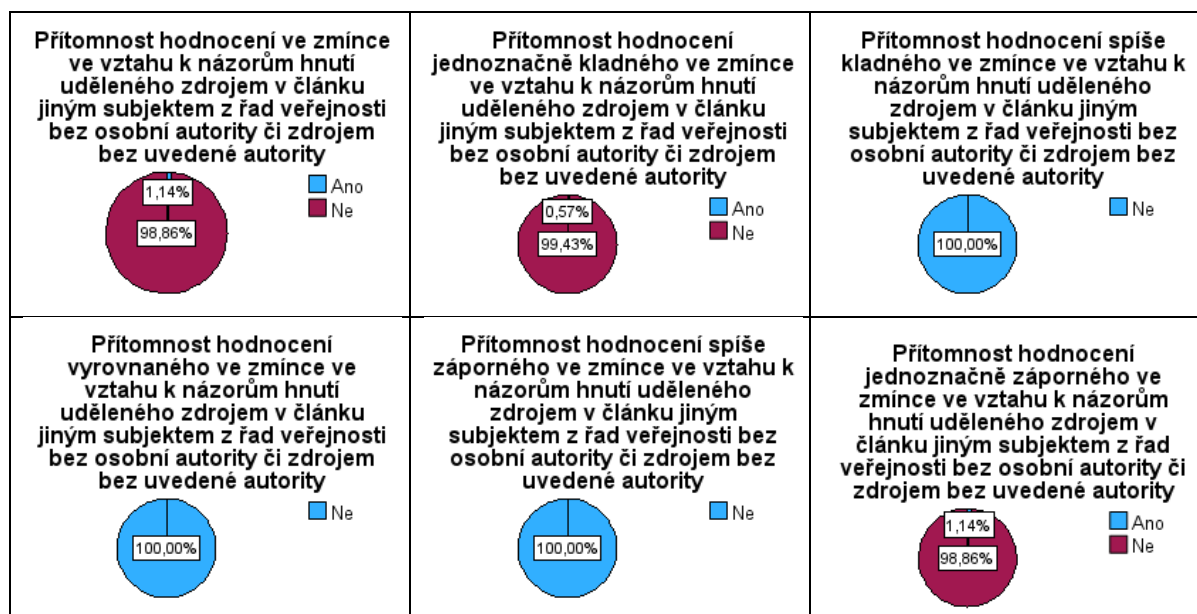 Přítomnost hodnocení ve zmínce
ve vztahu k názorům hnutí
uděleného zdrojem v článku
jiným subjektem z řad veřejnosti
bez osobní autority či zdrojem
bez uvedené autority
Ano
Ne
1,14%
98,86%
Přítomnost hodnocení
jednoznačně kladného ve zmínce
ve vztahu k názorům hnutí
uděleného zdrojem v článku
jiným subjektem z řad veřejnosti
bez osobní autority či zdrojem
bez uvedené autority
Ano
Ne
0,57%
99,43%
Přítomnost hodnocení spíše
kladného ve zmínce ve vztahu k
názorům hnutí uděleného
zdrojem v článku jiným
subjektem z řad veřejnosti bez
osobní autority či zdrojem bez
uvedené autority
Ne
100,00%
Přítomnost hodnocení
vyrovnaného ve zmínce ve
vztahu k názorům hnutí
uděleného zdrojem v článku
jiným subjektem z řad veřejnosti
bez osobní autority či zdrojem
bez uvedené autority
Ne
100,00%
Přítomnost hodnocení spíše
záporného ve zmínce ve vztahu k
názorům hnutí uděleného
zdrojem v článku jiným
subjektem z řad veřejnosti bez
osobní autority či zdrojem bez
uvedené autority
Ne
100,00%
Přítomnost hodnocení
jednoznačně záporného ve
zmínce ve vztahu k názorům
hnutí uděleného zdrojem v
článku jiným subjektem z řad
veřejnosti bez osobní autority či
zdrojem bez uvedené autority
Ano
Ne
1,14%
98,86%